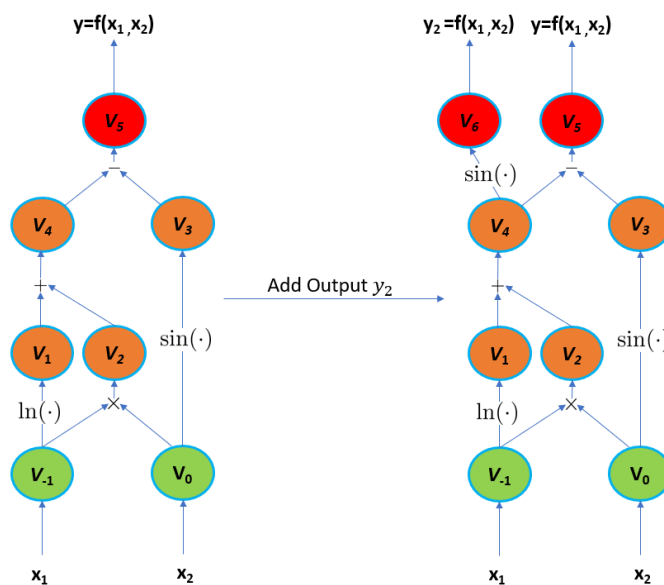 y=f(x₁,x₂)
V₅
−
V₄
V₃
+
sin(·)
V₁
V₂
ln(·)
×
V₋₁
V₀
x₁
x₂
Add Output y₂
y₂ =f(x₁,x₂)
y=f(x₁,x₂)
V₆
V₅
sin(·)
−
V₄
V₃
+
sin(·)
V₁
V₂
ln(·)
×
V₋₁
V₀
x₁
x₂